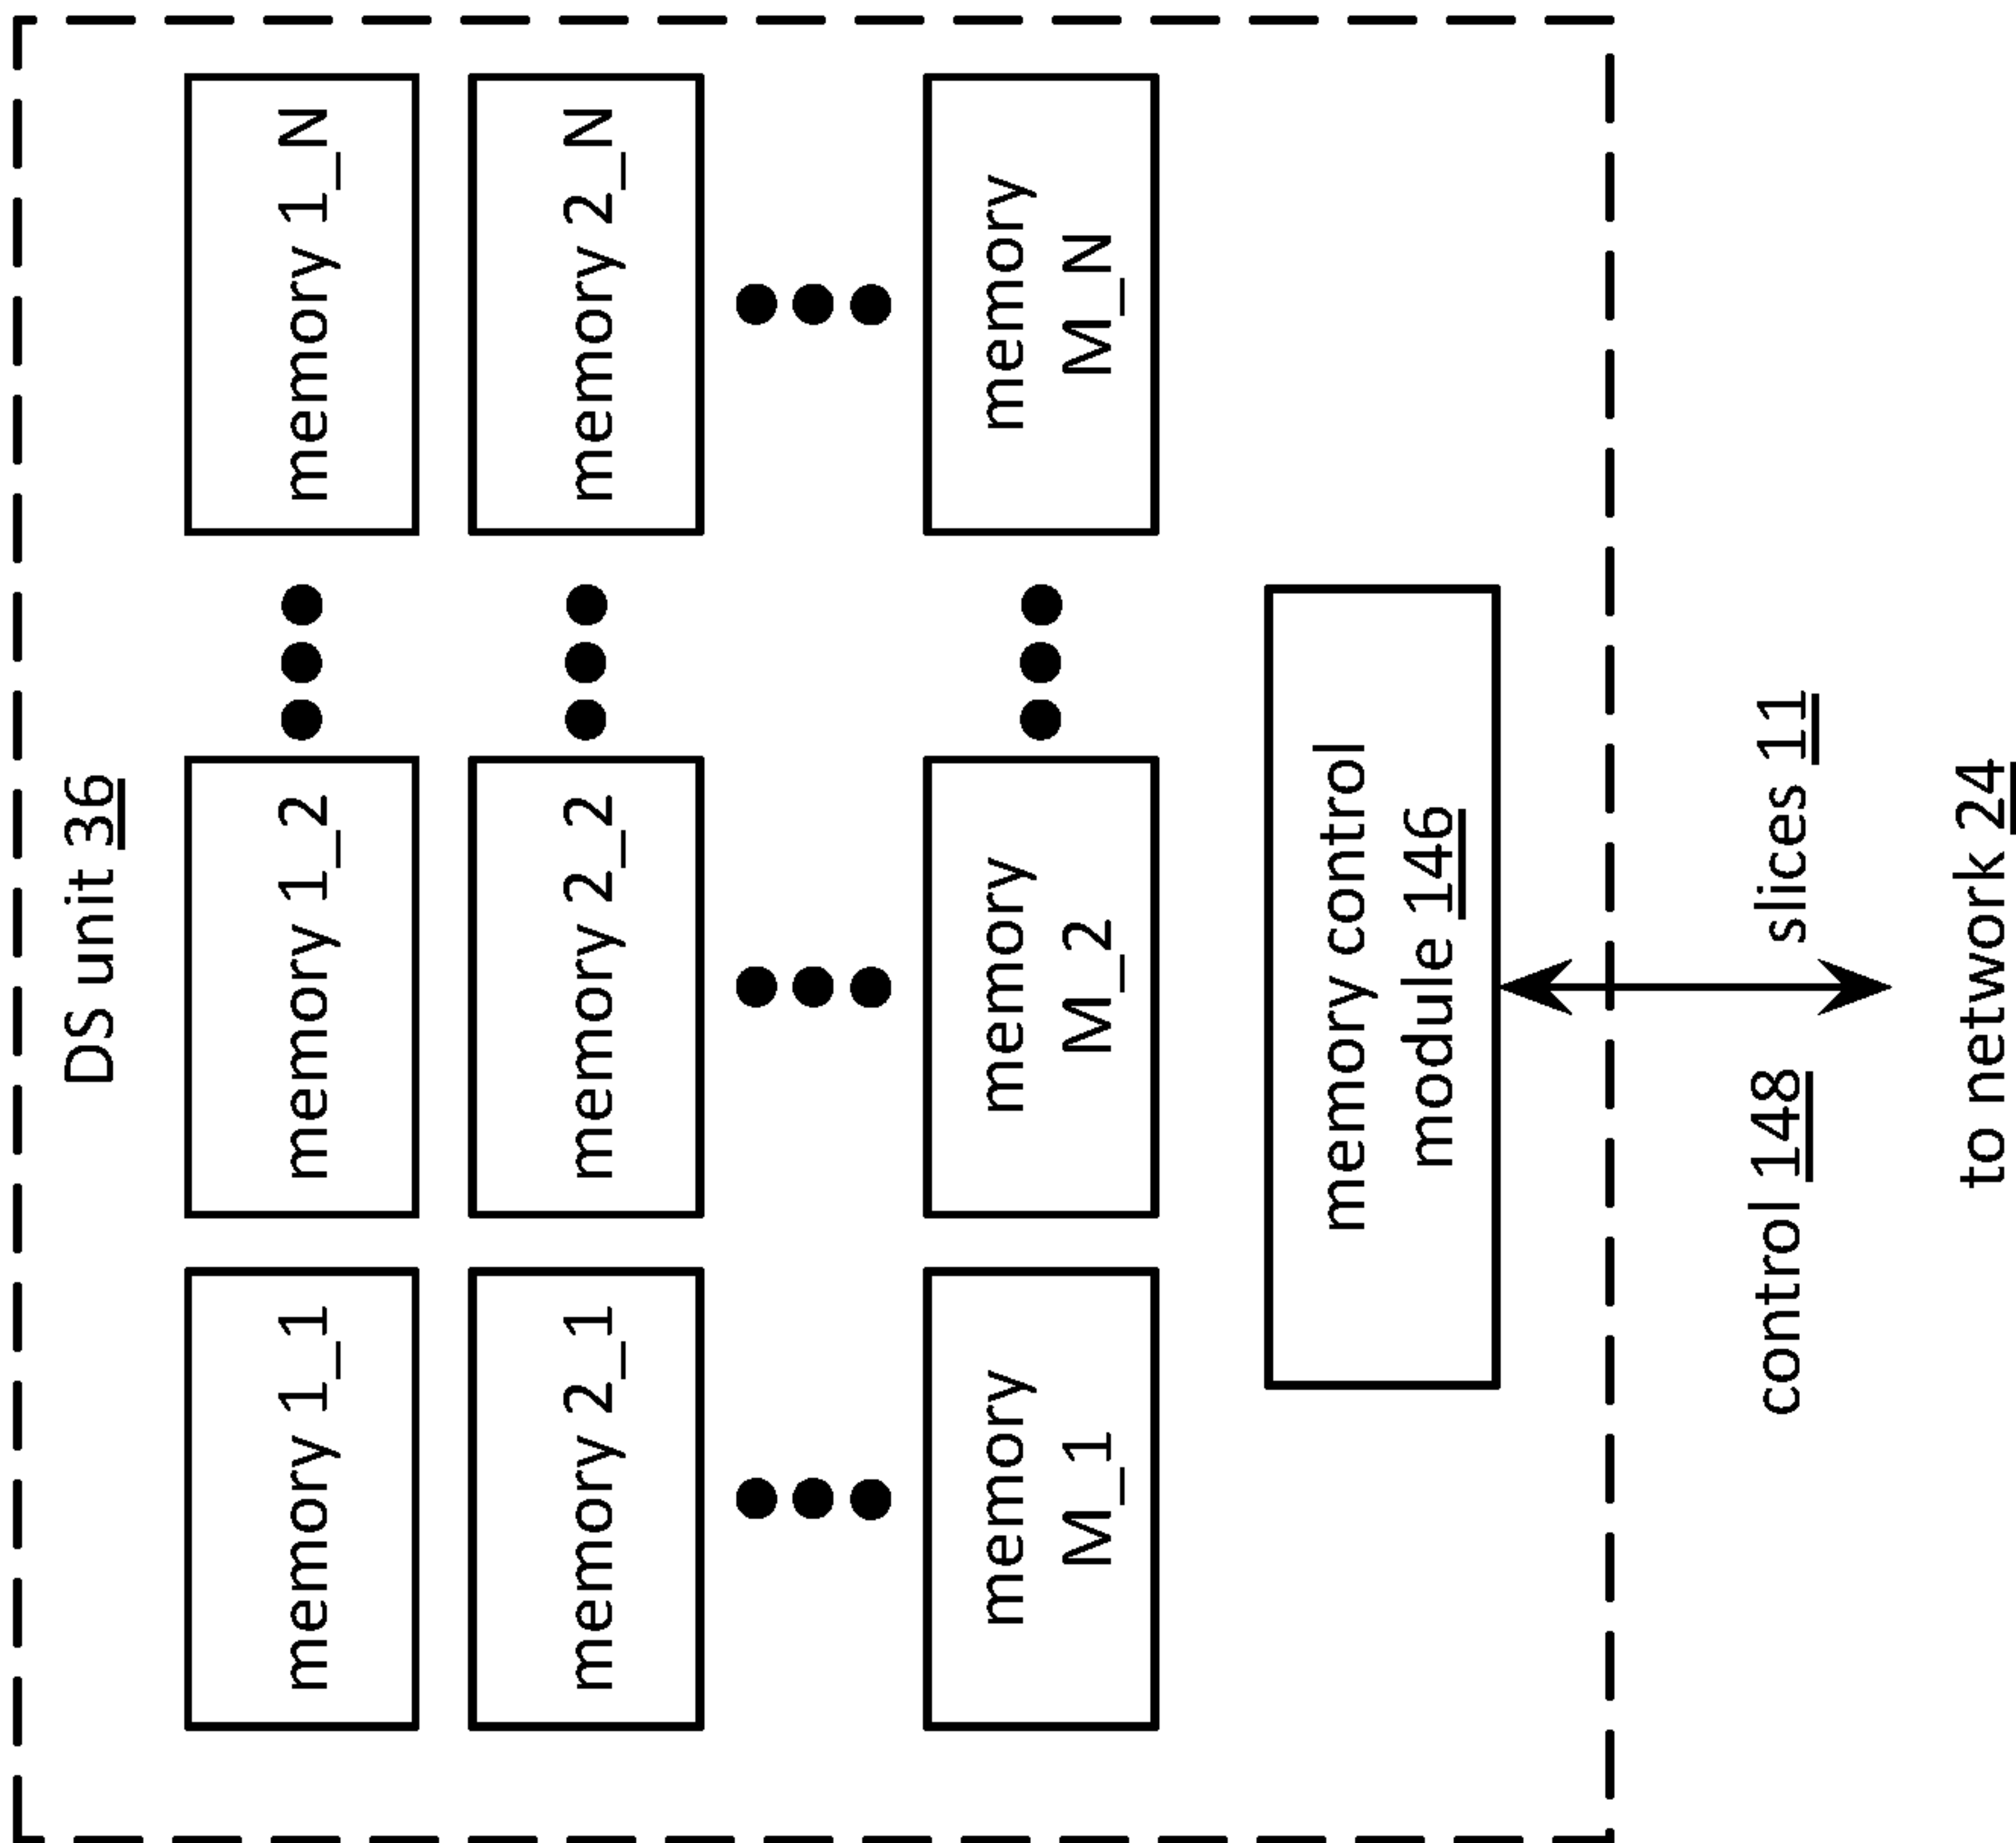 DS unit 36
memory 1_1
memory 1_2
memory 1_N
memory 2_1
memory 2_2
memory 2_N
memory
M_1
memory
M_2
memory
M_N
memory control
module 146
control 148
slices 11
to network 24